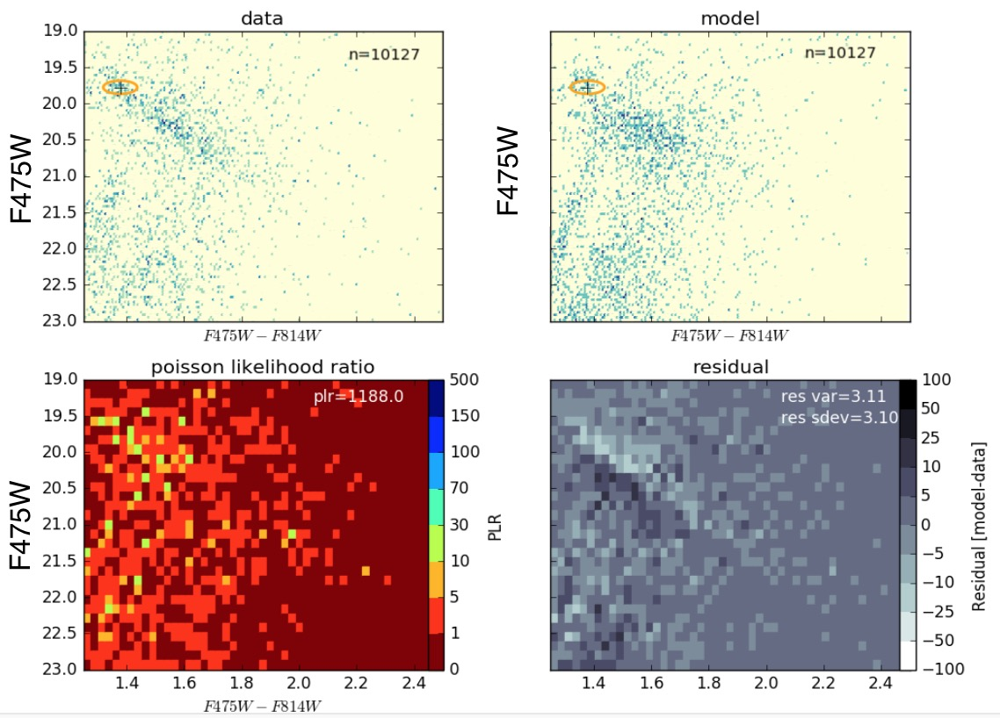 data
model
19.0
19.5
20.0
20.5
21.0
21.5
22.0
22.5
23.0
F475W
n=10127
F475W − F814W
F475W
n=10127
F475W − F814W
poisson likelihood ratio
residual
19.0
19.5
20.0
20.5
21.0
21.5
22.0
22.5
23.0
F475W
plr=1188.0
1.4 1.6 1.8 2.0 2.2 2.4
F475W − F814W
500
150
100
70
30
10
5
1
0
PLR
res var=3.11
res sdev=3.10
1.4 1.6 1.8 2.0 2.2 2.4
100
50
25
10
5
0
−5
−10
−25
−50
−100
Residual [model-data]